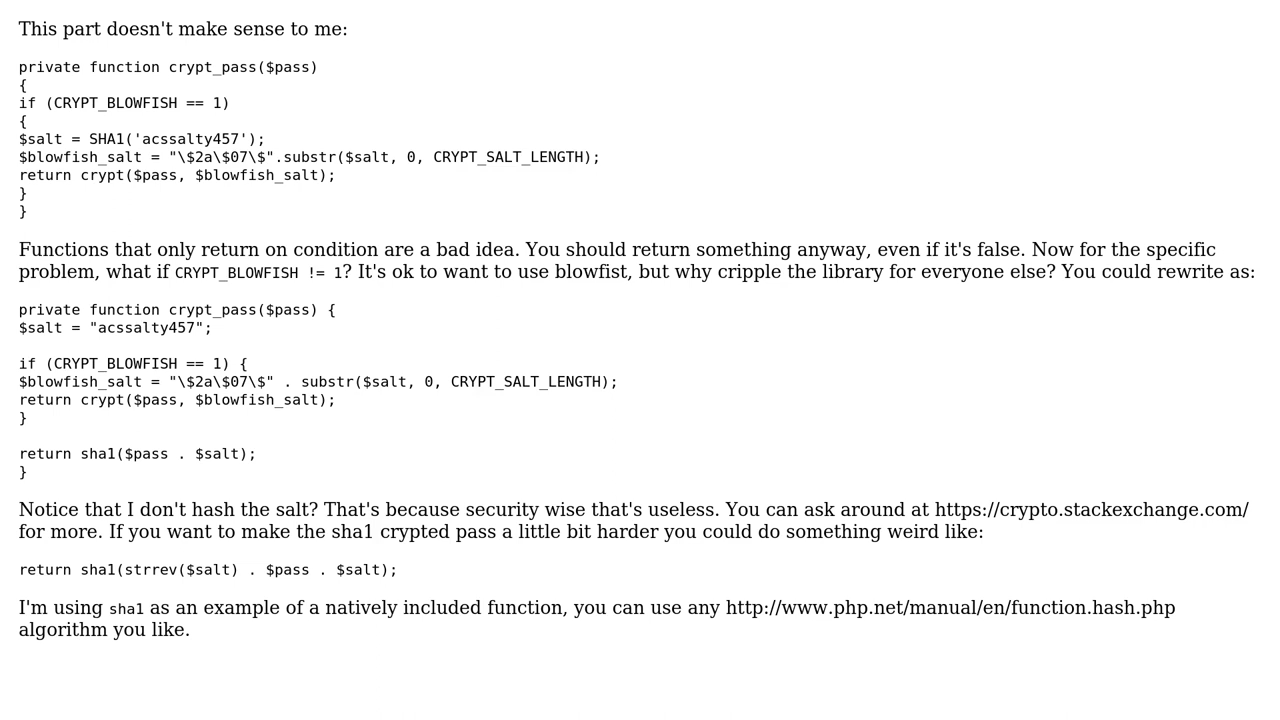 This part doesn't make sense to me:
private function crypt_pass($pass)
{
if (CRYPT_BLOWFISH == 1)
{
$salt = SHA1('acssalty457');
$blowfish_salt = "\$2a\$07\$".substr($salt, 0, CRYPT_SALT_LENGTH);
return crypt($pass, $blowfish_salt);
}
}
Functions that only return on condition are a bad idea. You should return something anyway, even if it's false. Now for the specific
problem, what if CRYPT_BLOWFISH != 1? It's ok to want to use blowfist, but why cripple the library for everyone else? You could rewrite as:
private function crypt_pass($pass) {
$salt = "acssalty457";
if (CRYPT_BLOWFISH == 1) {
$blowfish_salt = "\$2a\$07\$" . substr($salt, 0, CRYPT_SALT_LENGTH);
return crypt($pass, $blowfish_salt);
}
return sha1($pass . $salt);
}
Notice that I don't hash the salt? That's because security wise that's useless. You can ask around at https://crypto.stackexchange.com/
for more. If you want to make the sha1 crypted pass a little bit harder you could do something weird like:
return sha1(strrev($salt) . $pass . $salt);
I'm using sha1 as an example of a natively included function, you can use any http://www.php.net/manual/en/function.hash.php
algorithm you like.